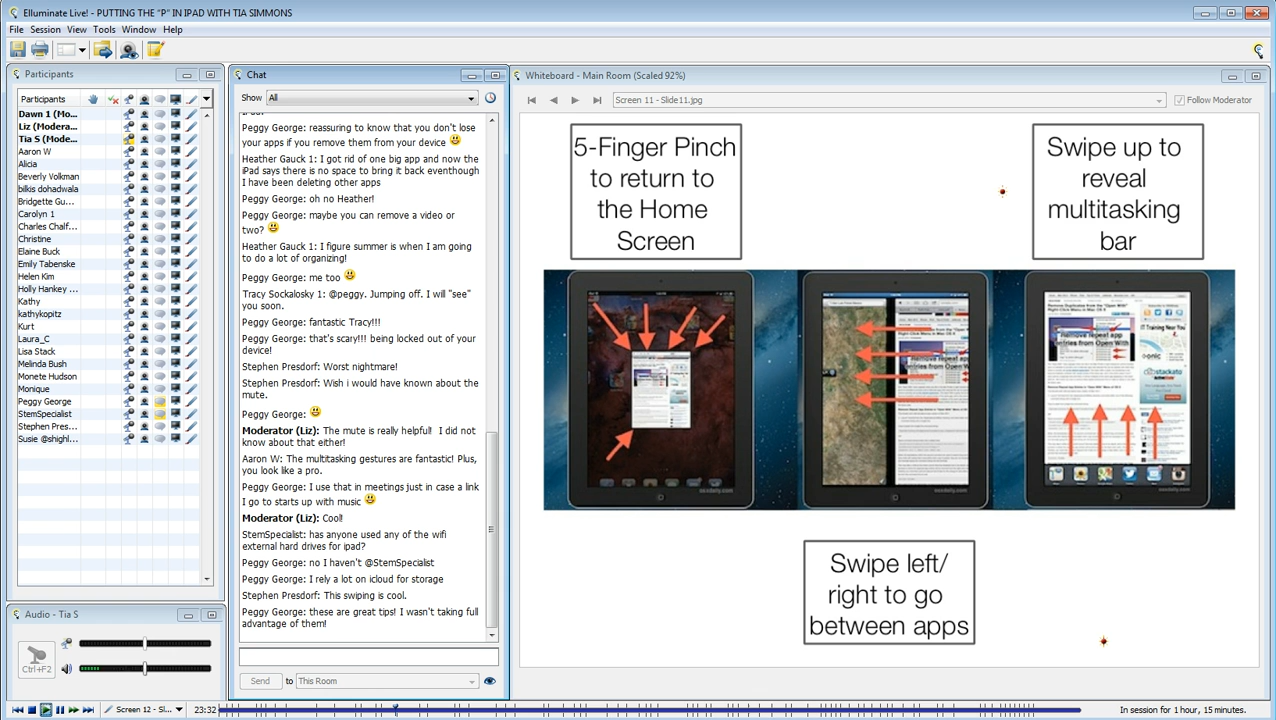 Elluminate Live! - PUTTING THE "P" IN IPAD WITH TIA SIMMONS
File Session View Tools Window Help
Participants
Participants
Dawn 1 (Mo...
Liz (Modera...
Tia S (Mode...
Aaron W
Alicia
Beverly Volkman
bilkis dohadwala
Bridgette Gu...
Carolyn 1
Charles Chalf...
Christine
Elaine Buck
Emily Tabenske
Helen Kim
Holly Hankey ...
Kathy
kathykopitz
Kurt
Laura_C
Lisa Stack
Melinda Bush
Monette Hudson
Monique
Peggy George
StemSpecialist
Stephen Pres...
Susie @shighl...
Audio - Tia S
Ctrl+F2
Chat
Show All
Peggy George: reassuring to know that you don't lose
your apps if you remove them from your device
Heather Gauck 1: I got rid of one big app and now the
iPad says there is no space to bring it back eventhough
I have been deleting other apps
Peggy George: oh no Heather!
Peggy George: maybe you can remove a video or
two?
Heather Gauck 1: I figure summer is when I am going
to do a lot of organizing!
Peggy George: me too
Tracy Sockalosky 1: @peggy. Jumping off. I will "see"
you soon.
Peggy George: fantastic Tracy!!!
Peggy George: that's scary!!! being locked out of your
device!
Stephen Presdorf: Worst nightmare!
Stephen Presdorf: Wish i would have known about the
mute.
Peggy George:
Moderator (Liz): The mute is really helpful! I did not
know about that either!
Aaron W: The multitasking gestures are fantastic! Plus,
you look like a pro.
Peggy George: I use that in meetings just in case a link
I go to starts up with music
Moderator (Liz): Cool!
StemSpecialist: has anyone used any of the wifi
external hard drives for ipad?
Peggy George: no I haven't @StemSpecialist
Peggy George: I rely a lot on icloud for storage
Stephen Presdorf: This swiping is cool.
Peggy George: these are great tips! I wasn't taking full
advantage of them!
Send to This Room
Whiteboard - Main Room (Scaled 92%)
Screen 11 - Slide11.jpg
Follow Moderator
5-Finger Pinch
to return to
the Home
Screen
Swipe up to
reveal
multitasking
bar
Swipe left/
right to go
between apps
Screen 12 - Sl...
23:32
In session for 1 hour, 15 minutes.